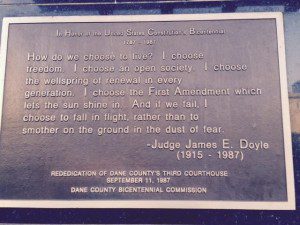 In Honor of the United States Constitution's Bicentennial
1787 - 1987
How do we choose to live? I choose
freedom. I choose an open society. I choose
the wellspring of renewal in every
generation. I choose the First Amendment which
lets the sun shine in. And if we fail, I
choose to fall in flight, rather than to
smother on the ground in the dust of fear.
-Judge James E. Doyle
(1915 - 1987)
REDEDICATION OF DANE COUNTY'S THIRD COURTHOUSE
SEPTEMBER 11, 1987
DANE COUNTY BICENTENNIAL COMMISSION